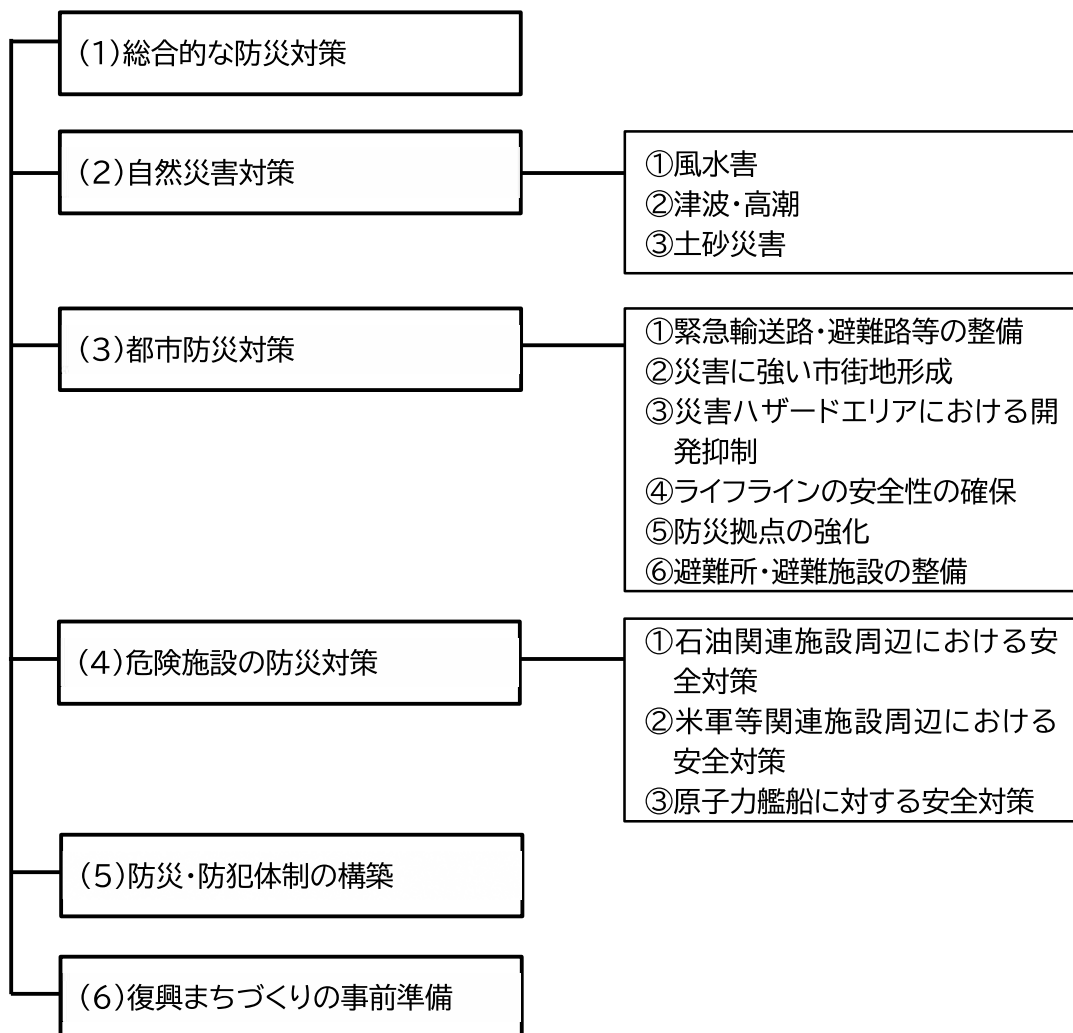 (1)総合的な防災対策
(2)自然災害対策
①風水害
②津波・高潮
③土砂災害
(3)都市防災対策
①緊急輸送路・避難路等の整備
②災害に強い市街地形成
③災害ハザードエリアにおける開
発抑制
④ライフラインの安全性の確保
⑤防災拠点の強化
⑥避難所・避難施設の整備
(4)危険施設の防災対策
①石油関連施設周辺における安
全対策
②米軍等関連施設周辺における
安全対策
③原子力艦船に対する安全対策
(5)防災・防犯体制の構築
(6)復興まちづくりの事前準備